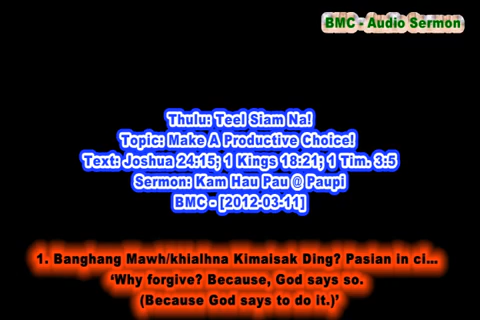 BMC - Audio Sermon
Thulu: Teel Siam Na!
Topic: Make A Productive Choice!
Text: Joshua 24:15; 1 Kings 18:21; 1 Tim. 3:5
Sermon: Kam Hau Pau @ Paupi
BMC - [2012-03-11]
1. Banghang Mawh/khialhna Kimaisak Ding? Pasian in ci...
‘Why forgive? Because, God says so.
(Because God says to do it.)’